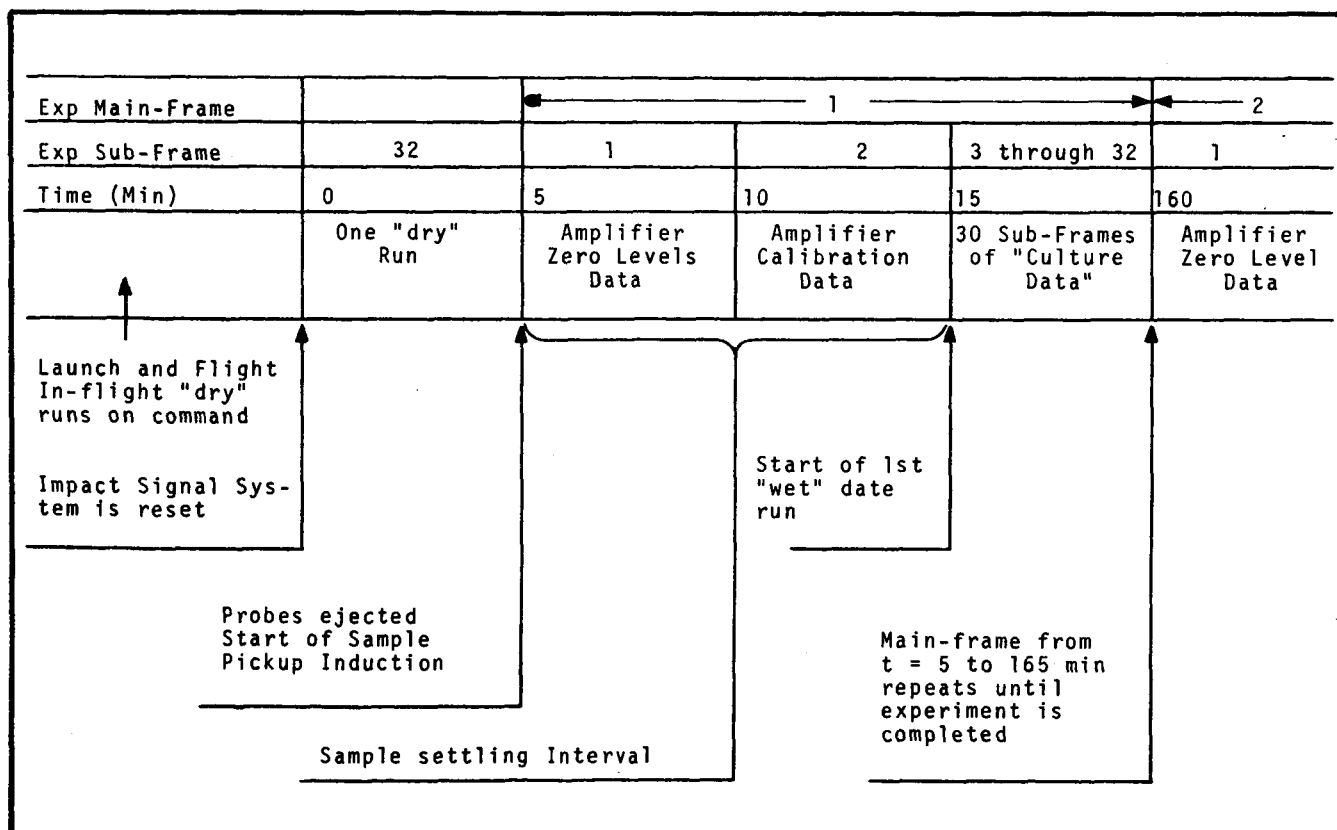 Exp Main-Frame 1 2
Exp Sub-Frame 32 1 2 3 through 32 1
Time (Min) 0 5 10 15 160
One "dry"
Run
Amplifier
Zero Levels
Data
Amplifier
Calibration
Data
30 Sub-Frames
of "Culture
Data"
Amplifier
Zero Level
Data
Launch and Flight
In-flight "dry"
runs on command
Impact Signal Sys-
tem is reset
Start of 1st
"wet" date
run
Probes ejected
Start of Sample
Pickup Induction
Main-frame from
t = 5 to 165 min
repeats until
experiment is
completed
Sample settling Interval